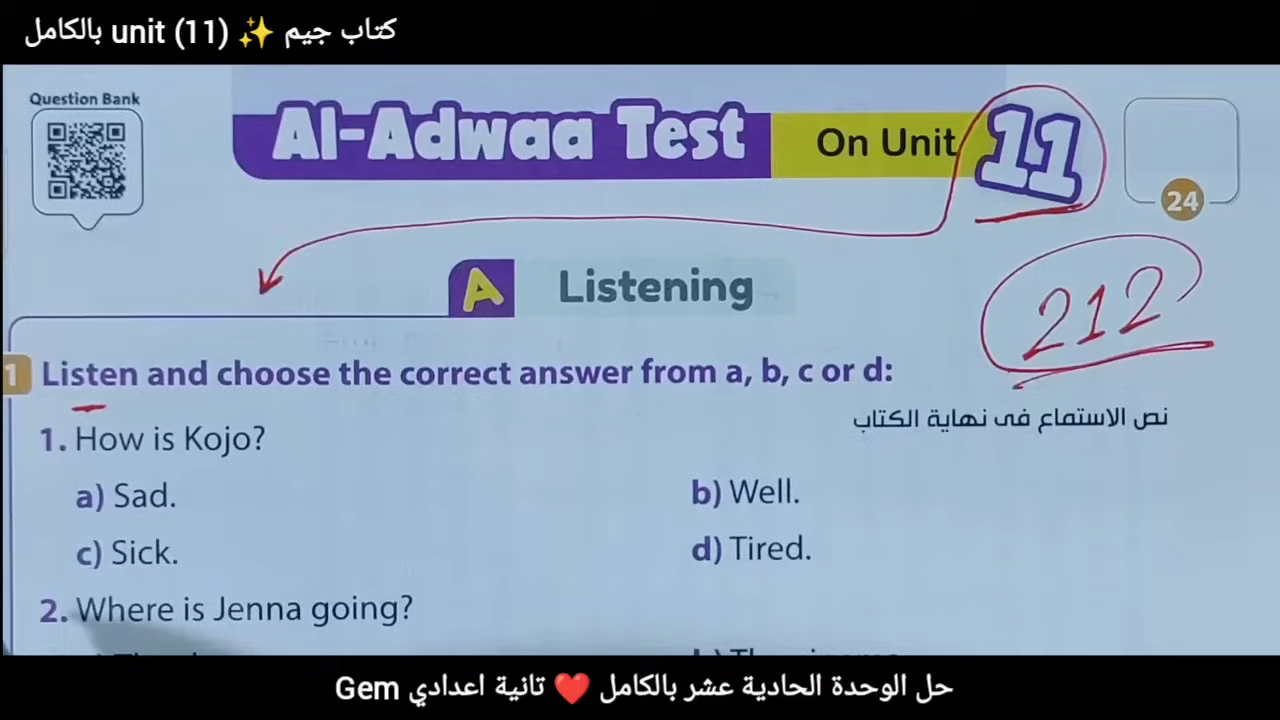 كتاب جيم ✨ unit (11) بالكامل
Question Bank
Al-Adwaa Test On Unit 11
24
A Listening
212
1 Listen and choose the correct answer from a, b, c or d:
نص الاستماع فى نهاية الكتاب
1. How is Kojo?
a) Sad. b) Well.
c) Sick. d) Tired.
2. Where is Jenna going?
حل الوحدة الحادية عشر بالكامل ❤️ تانية اعدادي Gem